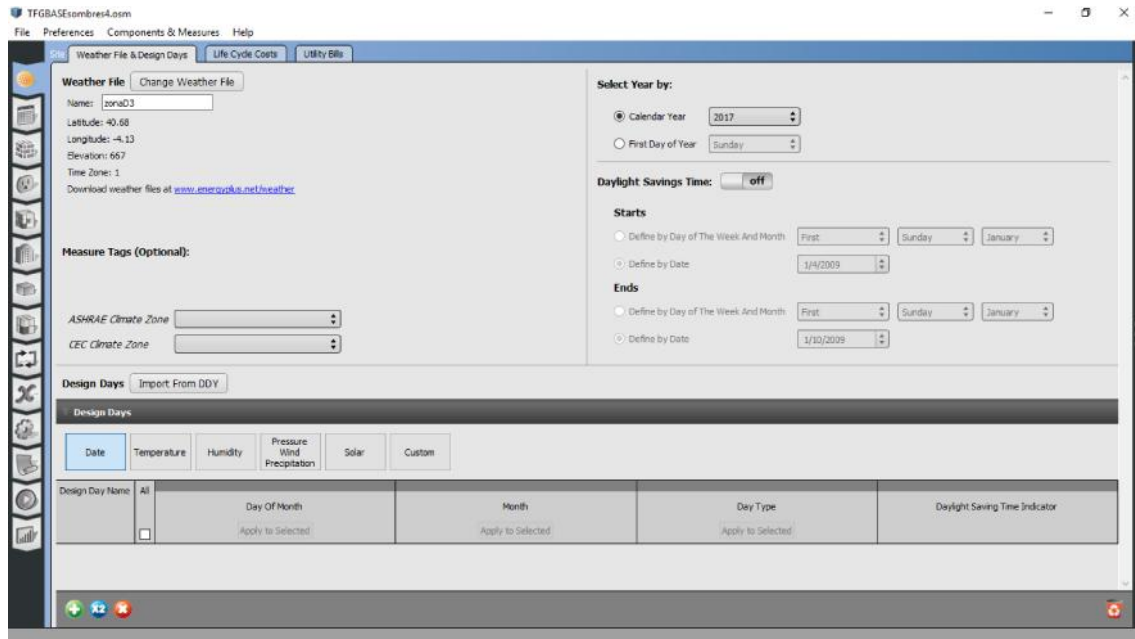 TFGBASEsombres4.osm
File Preferences Components & Measures Help
Site Weather File & Design Days Life Cycle Costs Utility Bills
Weather File Change Weather File
Name: zonaD3
Latitude: 40.68
Longitude: -4.13
Elevation: 667
Time Zone: 1
Download weather files at www.energyplus.net/weather
Measure Tags (Optional):
ASHRAE Climate Zone
CEC Climate Zone
Select Year by:
Calendar Year 2017
First Day of Year Sunday
Daylight Savings Time: off
Starts
Define by Day of The Week And Month First Sunday January
Define by Date 1/4/2009
Ends
Define by Day of The Week And Month First Sunday January
Define by Date 1/10/2009
Design Days Import From DDY
Design Days
Date Temperature Humidity Pressure Wind Precipitation Solar Custom
Design Day Name All Day Of Month Month Day Type Daylight Saving Time Indicator
Apply to Selected Apply to Selected Apply to Selected
X2